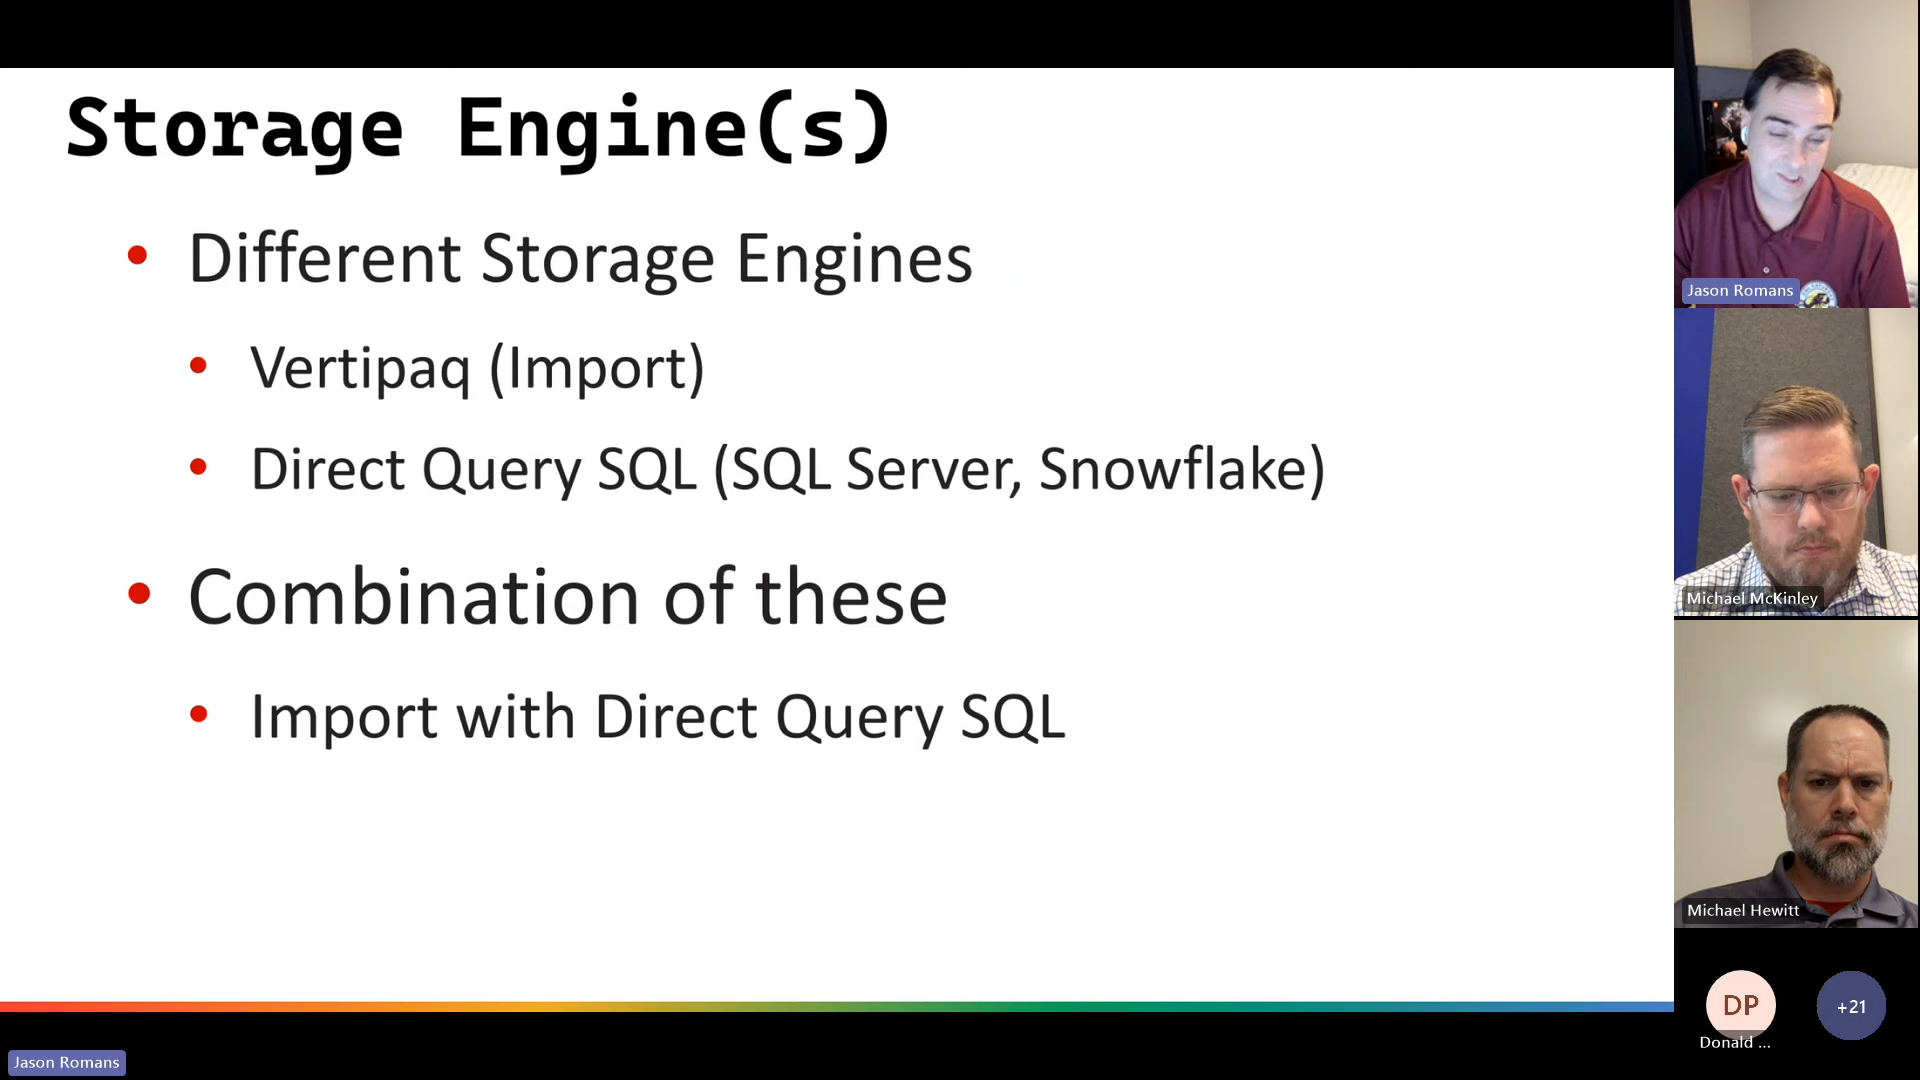 Storage Engine(s)
Different Storage Engines
Vertipaq (Import)
Direct Query SQL (SQL Server, Snowflake)
Combination of these
Import with Direct Query SQL
Jason Romans
Jason Romans
Michael McKinley
Michael Hewitt
DP
Donald ...
+21